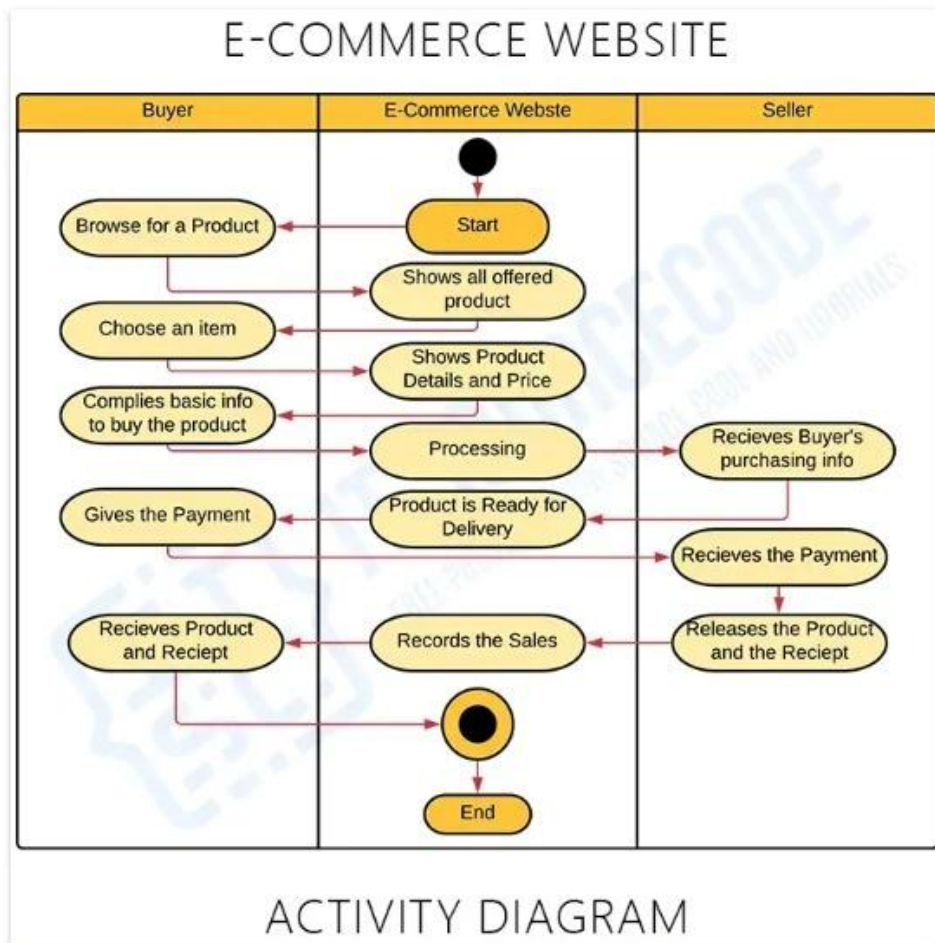 E-COMMERCE WEBSITE
Buyer
E-Commerce Webste
Seller
Start
Browse for a Product
Shows all offered
product
Choose an item
Shows Product
Details and Price
Complies basic info
to buy the product
Processing
Recieves Buyer's
purchasing info
Product is Ready for
Delivery
Gives the Payment
Recieves the Payment
Releases the Product
and the Reciept
Records the Sales
Recieves Product
and Reciept
End
ACTIVITY DIAGRAM